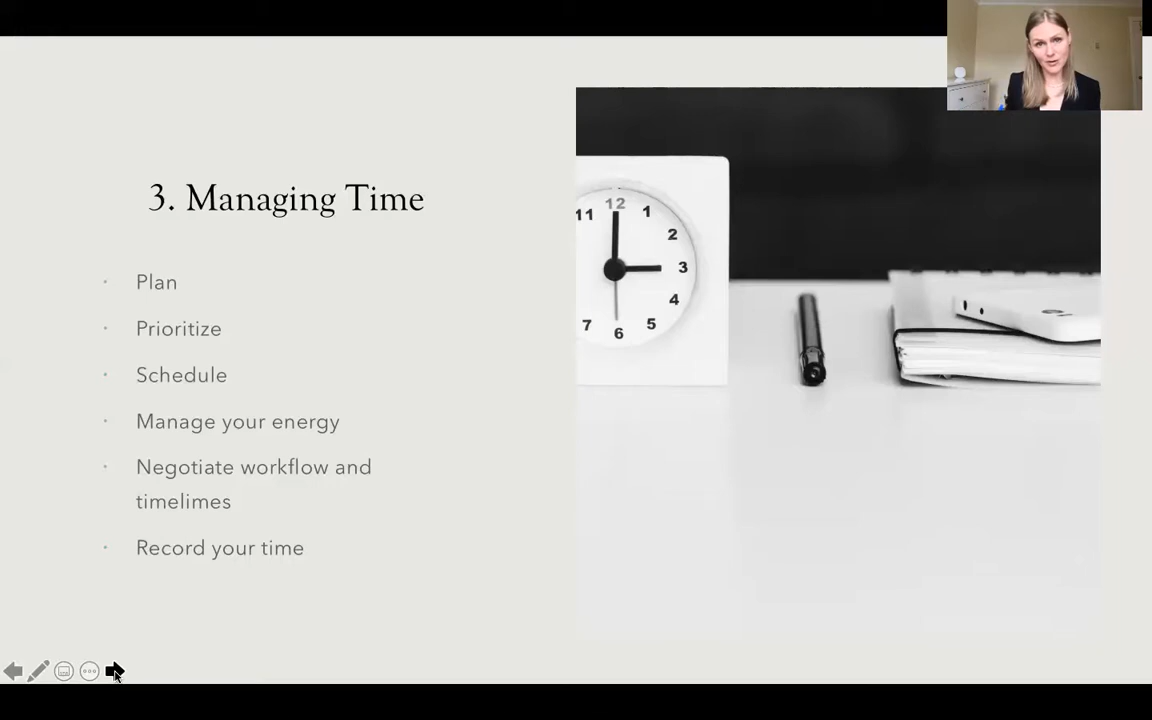 3. Managing Time
Plan
Prioritize
Schedule
Manage your energy
Negotiate workflow and
timelimes
Record your time
11 12 1
2
3
4
7 6 5